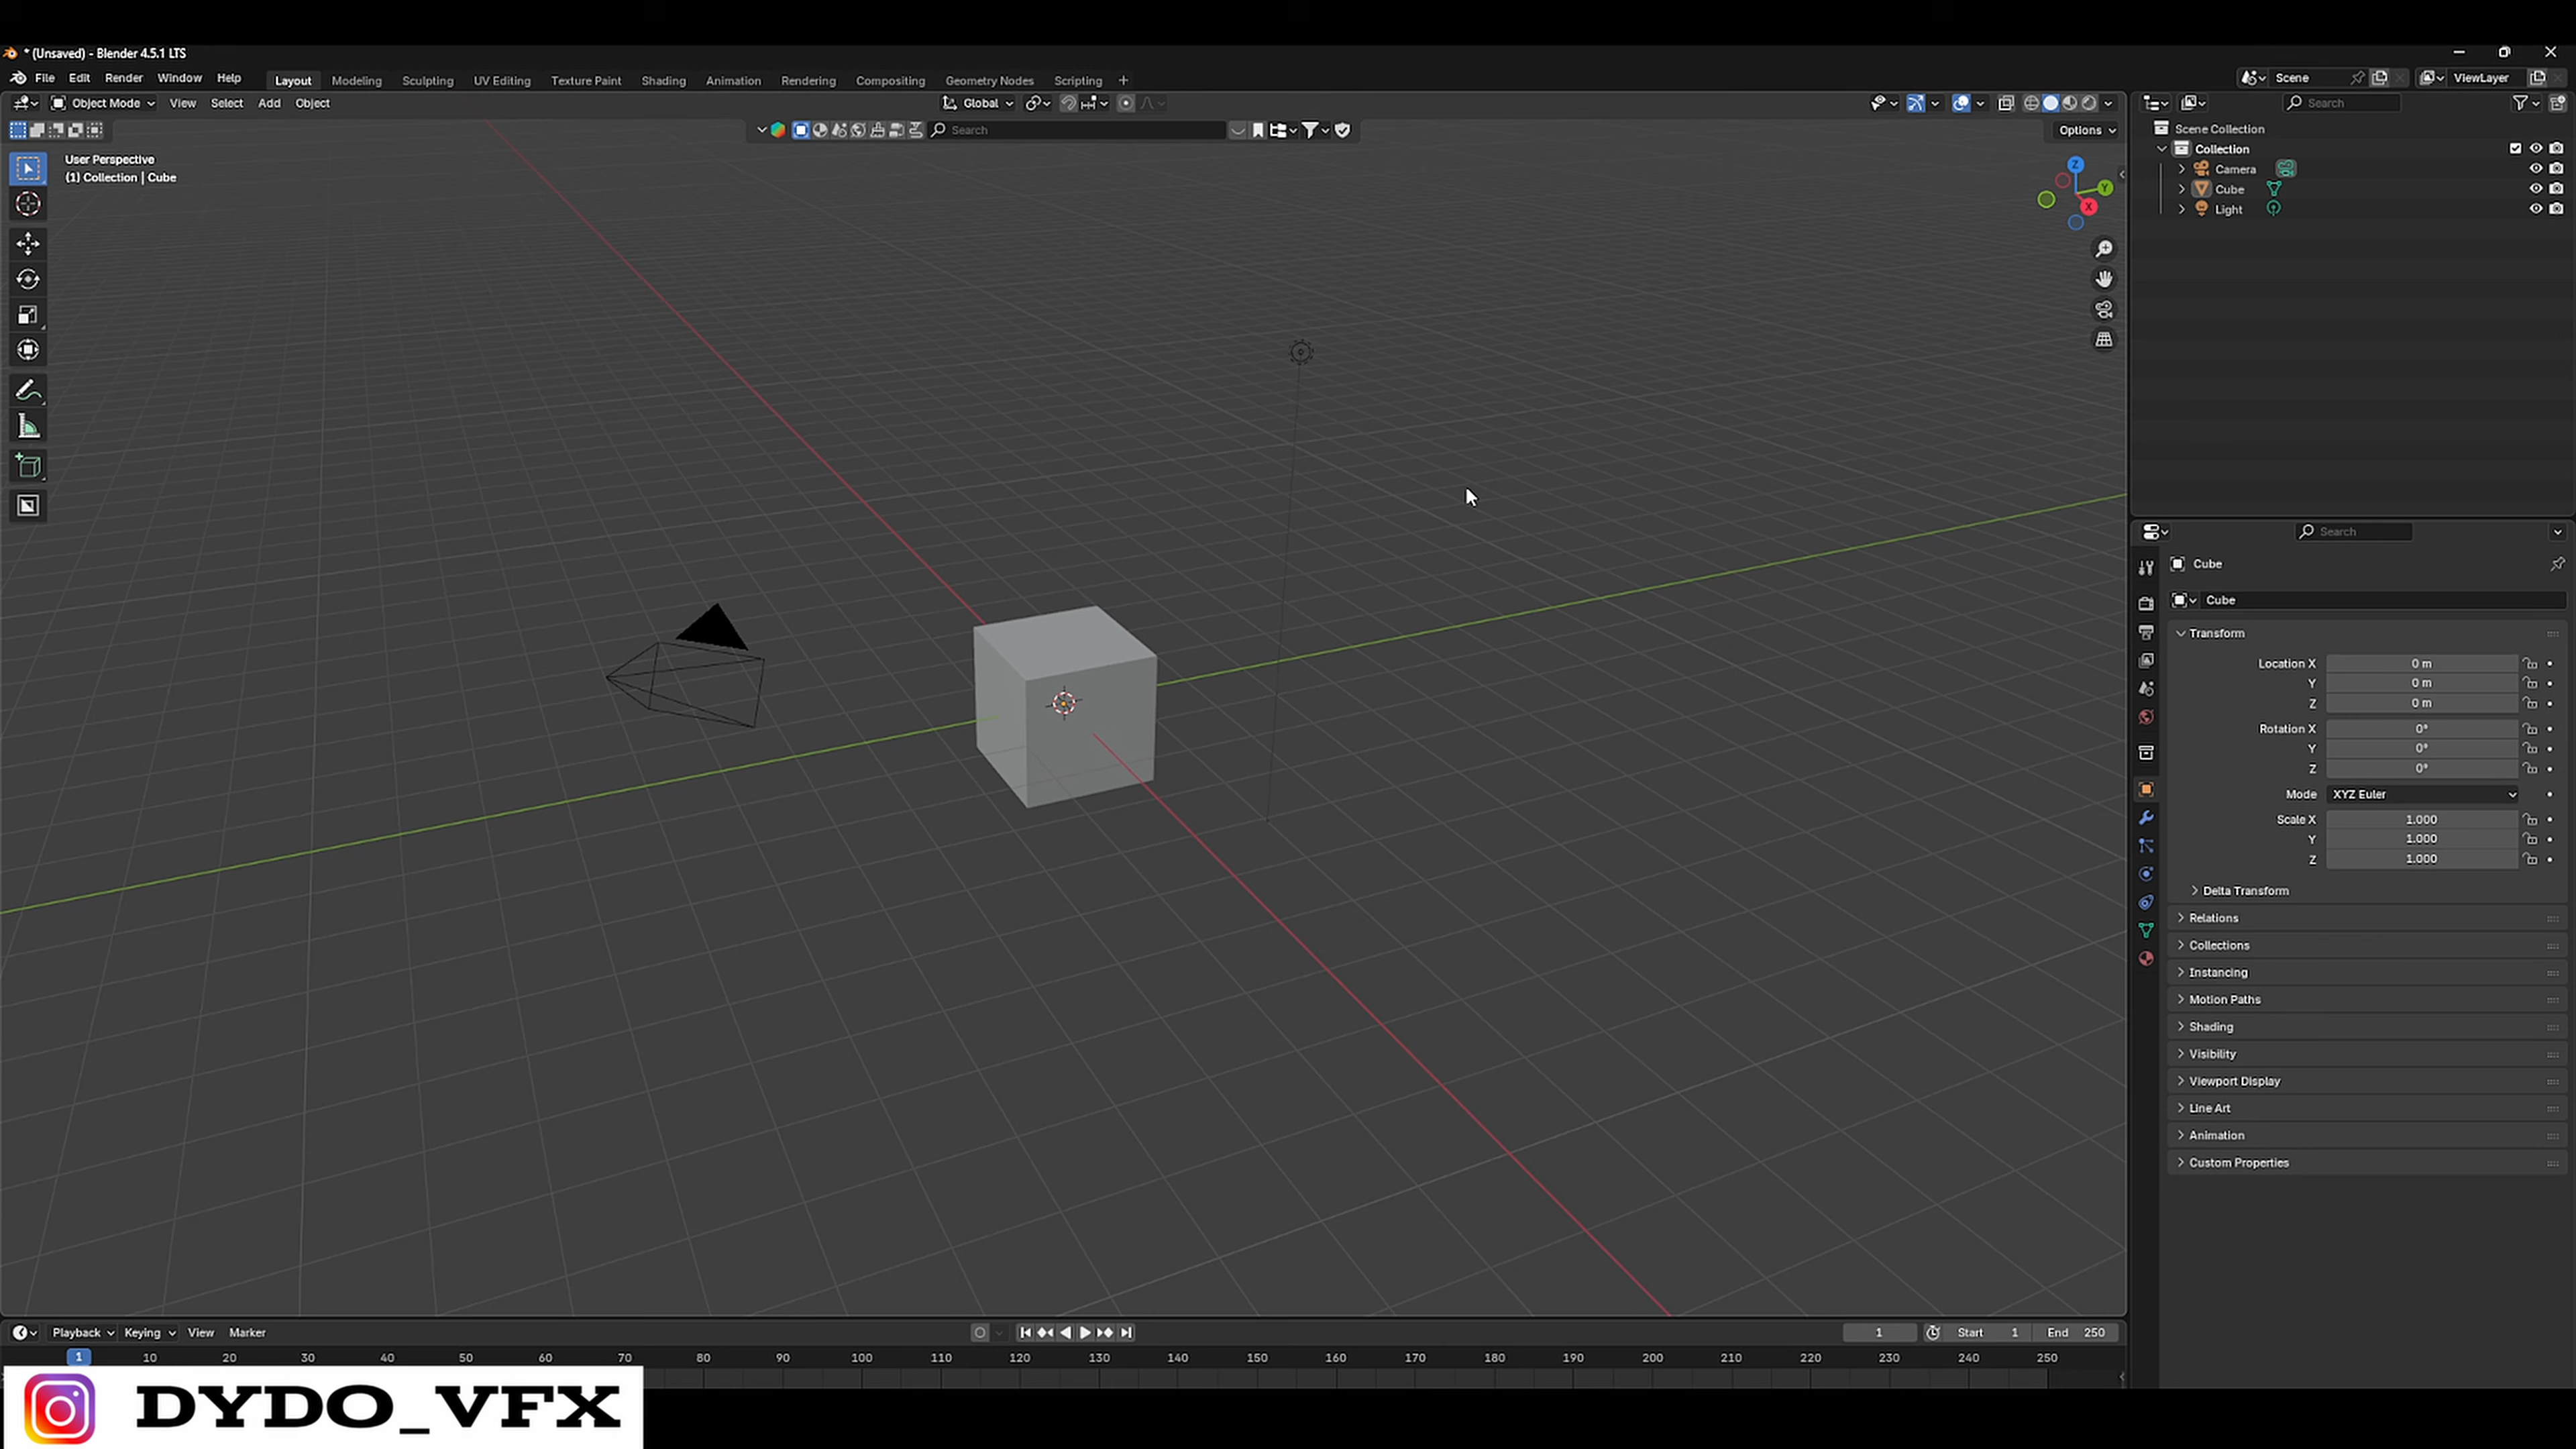 * (Unsaved) - Blender 4.5.1 LTS
File Edit Render Window Help Layout Modeling Sculpting UV Editing Texture Paint Shading Animation Rendering Compositing Geometry Nodes Scripting + Scene ViewLayer
Object Mode View Select Add Object Global Search
Search Options
User Perspective
(1) Collection | Cube
Z
Y
X
Scene Collection
Collection
Camera
Cube
Light
Search
Cube
Cube
Transform
Location X 0 m
Y 0 m
Z 0 m
Rotation X 0°
Y 0°
Z 0°
Mode XYZ Euler
Scale X 1.000
Y 1.000
Z 1.000
Delta Transform
Relations
Collections
Instancing
Motion Paths
Shading
Visibility
Viewport Display
Line Art
Animation
Custom Properties
Playback Keying View Marker 1 Start 1 End 250
1 10 20 30 40 50 60 70 80 90 100 110 120 130 140 150 160 170 180 190 200 210 220 230 240 250
DYDO_VFX